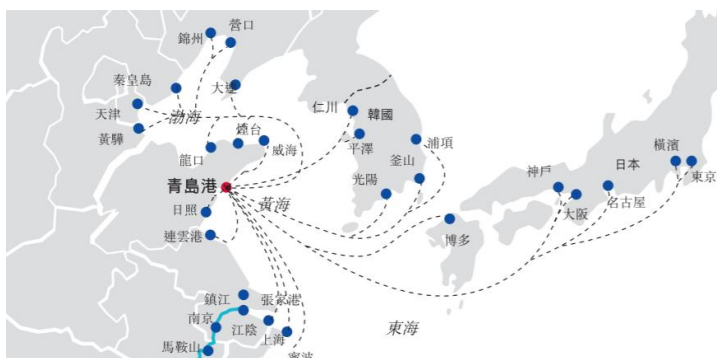 錦州
營口
秦皇島
大連
天津
渤海
黃驊
煙台
龍口
威海
仁川
韓國
平澤
浦項
釜山
光陽
青島港
黃海
日照
連雲港
神戶
日本
橫濱
大阪
名古屋
東京
博多
鎮江
張家港
南京
江陰
上海
東海
馬鞍山
寧波